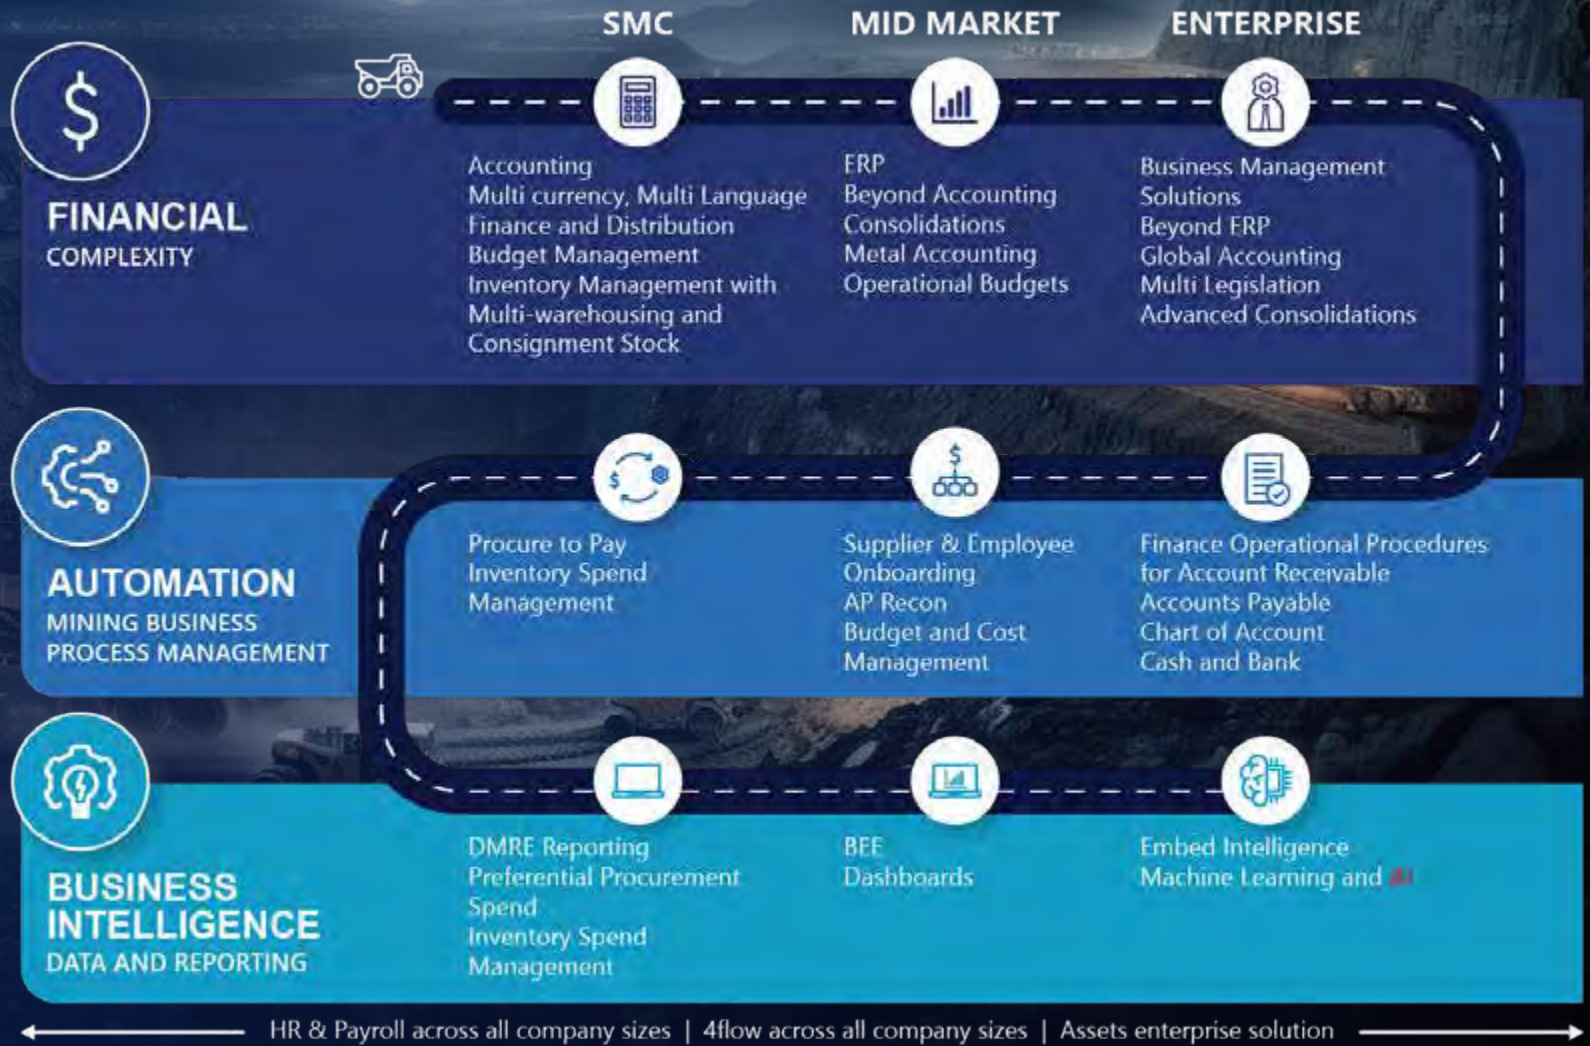 SMC
MID MARKET
ENTERPRISE
$
FINANCIAL
COMPLEXITY
Accounting
Multi currency, Multi Language
Finance and Distribution
Budget Management
Inventory Management with
Multi-warehousing and
Consignment Stock
ERP
Beyond Accounting
Consolidations
Metal Accounting
Operational Budgets
Business Management
Solutions
Beyond ERP
Global Accounting
Multi Legislation
Advanced Consolidations
$
$
AUTOMATION
MINING BUSINESS
PROCESS MANAGEMENT
Procure to Pay
Inventory Spend
Management
Supplier & Employee
Onboarding
AP Recon
Budget and Cost
Management
Finance Operational Procedures
for Account Receivable
Accounts Payable
Chart of Account
Cash and Bank
BUSINESS
INTELLIGENCE
DATA AND REPORTING
DMRE Reporting
Preferential Procurement
Spend
Inventory Spend
Management
BEE
Dashboards
Embed Intelligence
Machine Learning and AI
HR & Payroll across all company sizes | 4flow across all company sizes | Assets enterprise solution